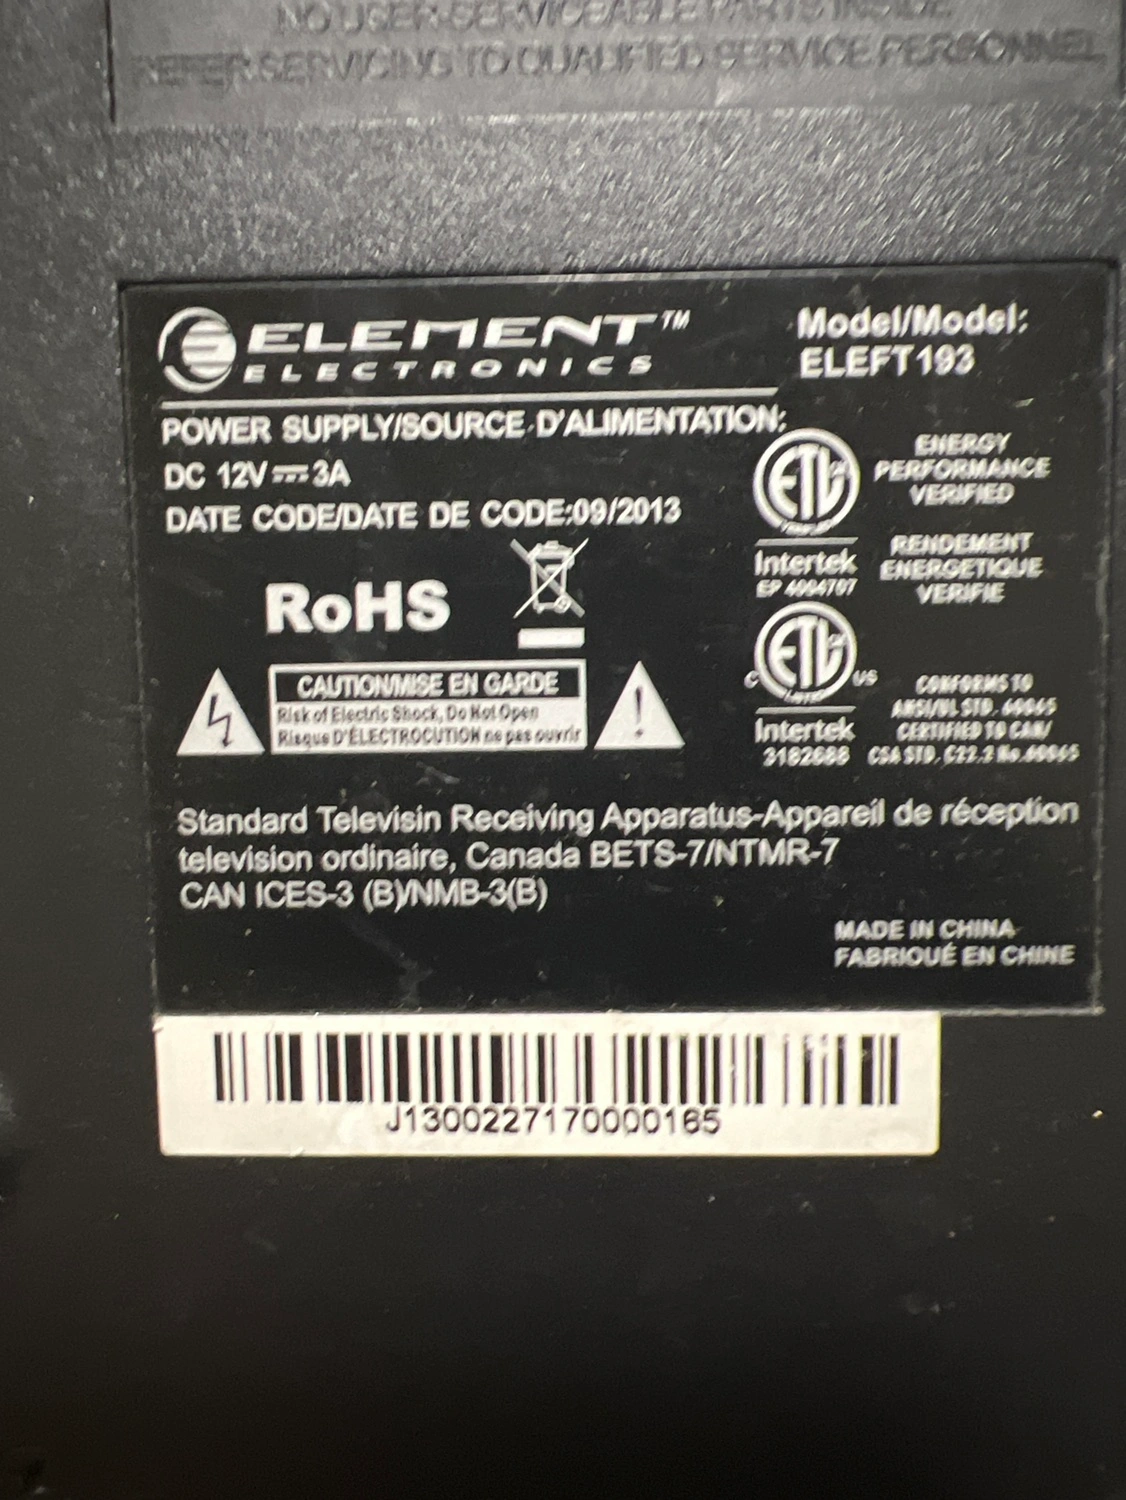 NO USER-SERVICEABLE PARTS INSIDE
REFER SERVICING TO QUALIFIED SERVICE PERSONNEL
ELEMENT™
ELECTRONICS
Model/Model:
ELEFT193
POWER SUPPLY/SOURCE D'ALIMENTATION:
DC 12V⎓3A
DATE CODE/DATE DE CODE:09/2013
ETL
Intertek
EP 4004707
ENERGY
PERFORMANCE
VERIFIED
RENDEMENT
ENERGETIQUE
VERIFIE
RoHS
CAUTION/MISE EN GARDE
Risk of Electric Shock, Do Not Open
Risque D'ÉLECTROCUTION ne pas ouvrir
C ETL US
Intertek
3182686
CONFORMS TO
ANSI/UL STD. 60065
CERTIFIED TO CAN/
CSA STD. C22.2 No.60065
Standard Televisin Receiving Apparatus-Appareil de réception
television ordinaire, Canada BETS-7/NTMR-7
CAN ICES-3 (B)/NMB-3(B)
MADE IN CHINA
FABRIQUÉ EN CHINE
J1300227170000165